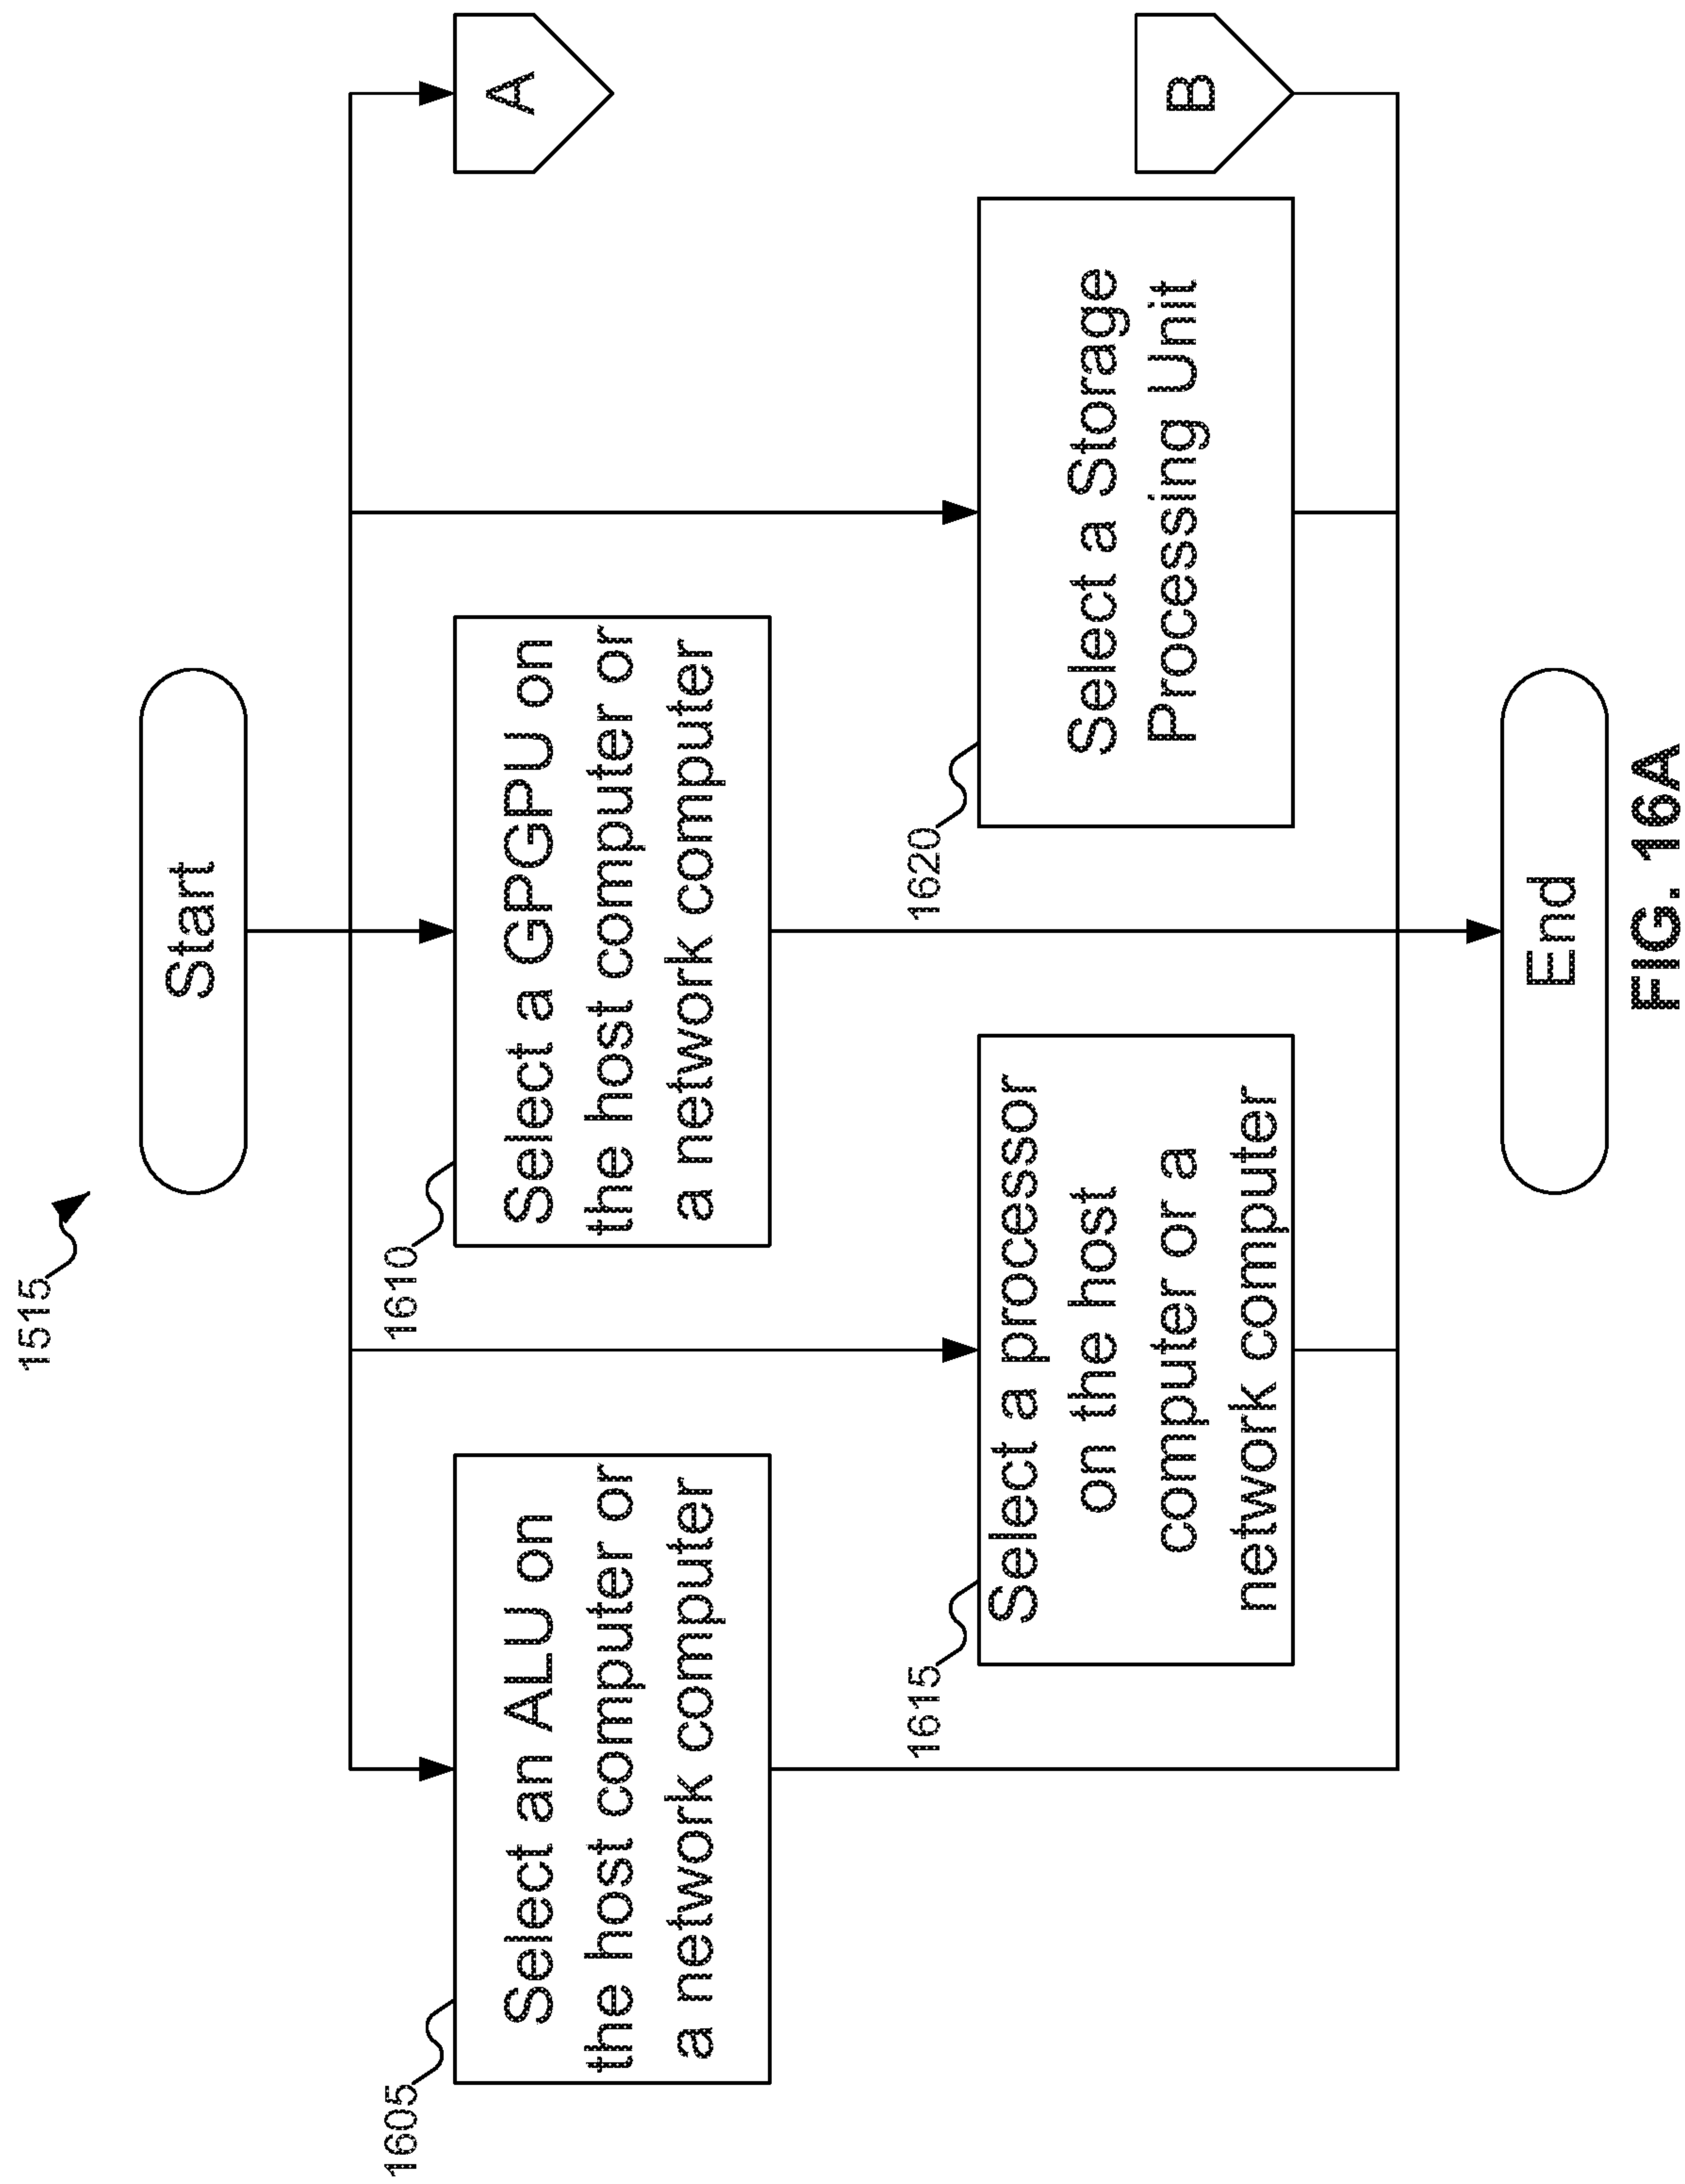 1515
Start
1605
Select an ALU on
the host computer or
a network computer
1610
Select a GPGPU on
the host computer or
a network computer
A
1615
Select a processor
on the host
computer or a
network computer
1620
Select a Storage
Processing Unit
B
End
FIG. 16A